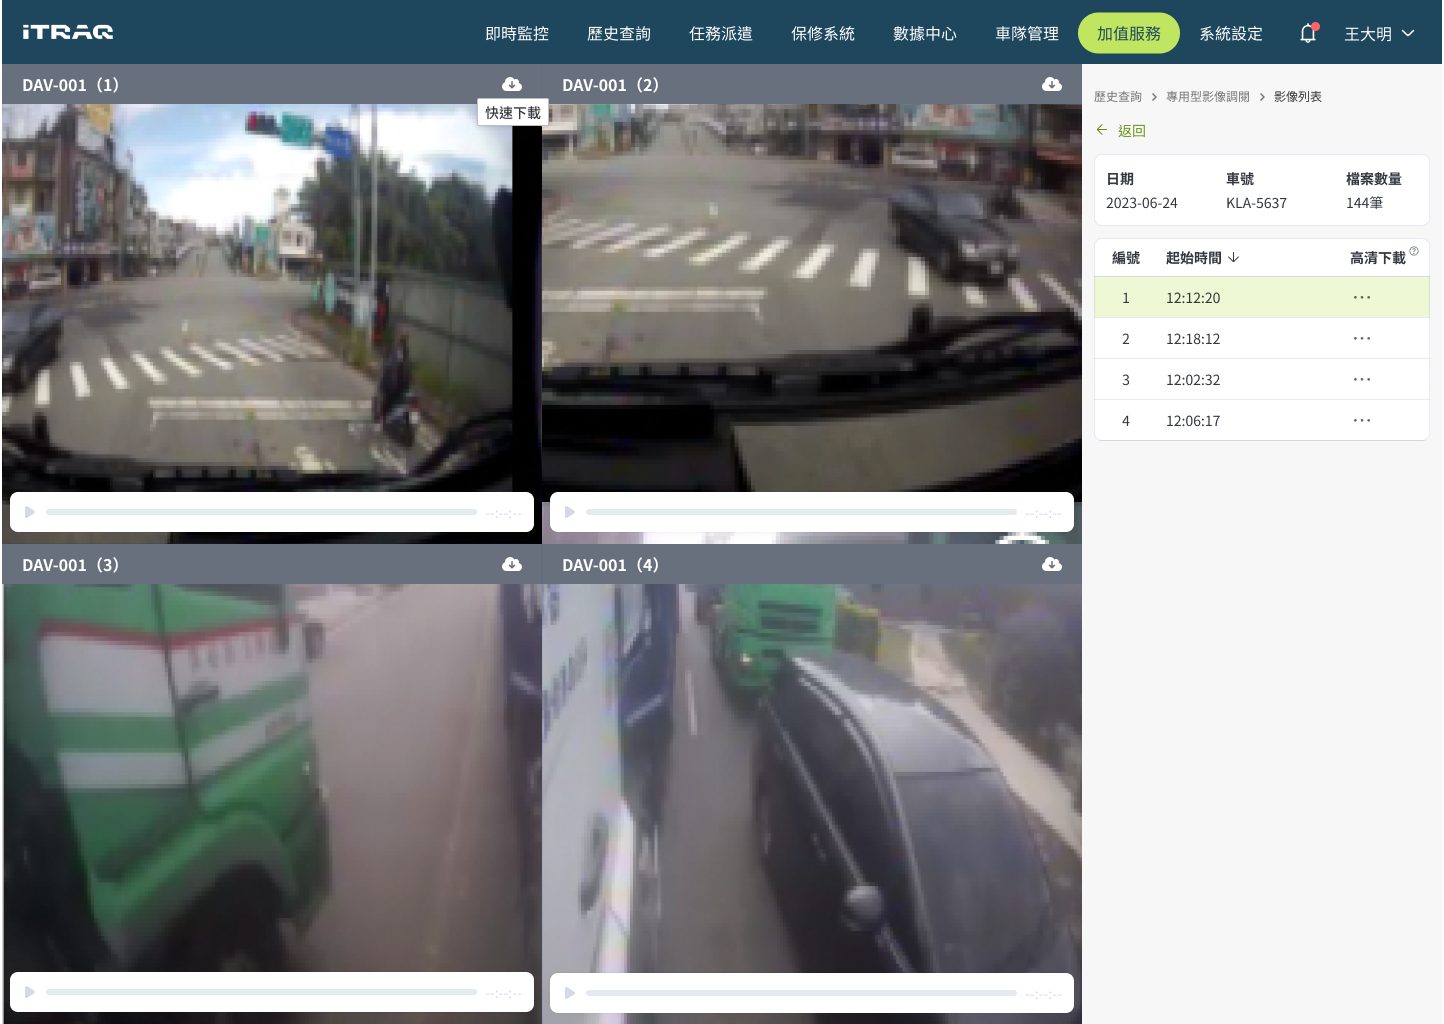 iTRAQ
即時監控
歷史查詢
任務派遣
保修系統
數據中心
車隊管理
加值服務
系統設定
王大明
DAV-001（1）
快速下載
DAV-001（2）
--:--:--
--:--:--
DAV-001（3）
DAV-001（4）
--:--:--
--:--:--
歷史查詢 > 專用型影像調閱 > 影像列表
← 返回
日期 車號 檔案數量
2023-06-24 KLA-5637 144筆
編號 起始時間 ↓ 高清下載 ?
1 12:12:20 ···
2 12:18:12 ···
3 12:02:32 ···
4 12:06:17 ···